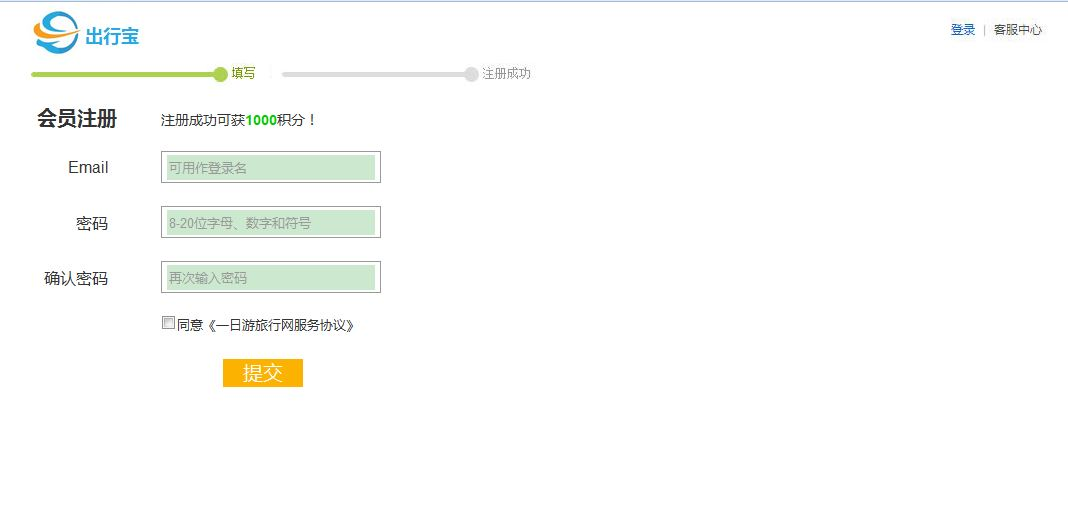 出行宝
登录 | 客服中心
填写
注册成功
会员注册
注册成功可获1000积分！
Email
可用作登录名
密码
8-20位字母、数字和符号
确认密码
再次输入密码
同意《一日游旅行网服务协议》
提交